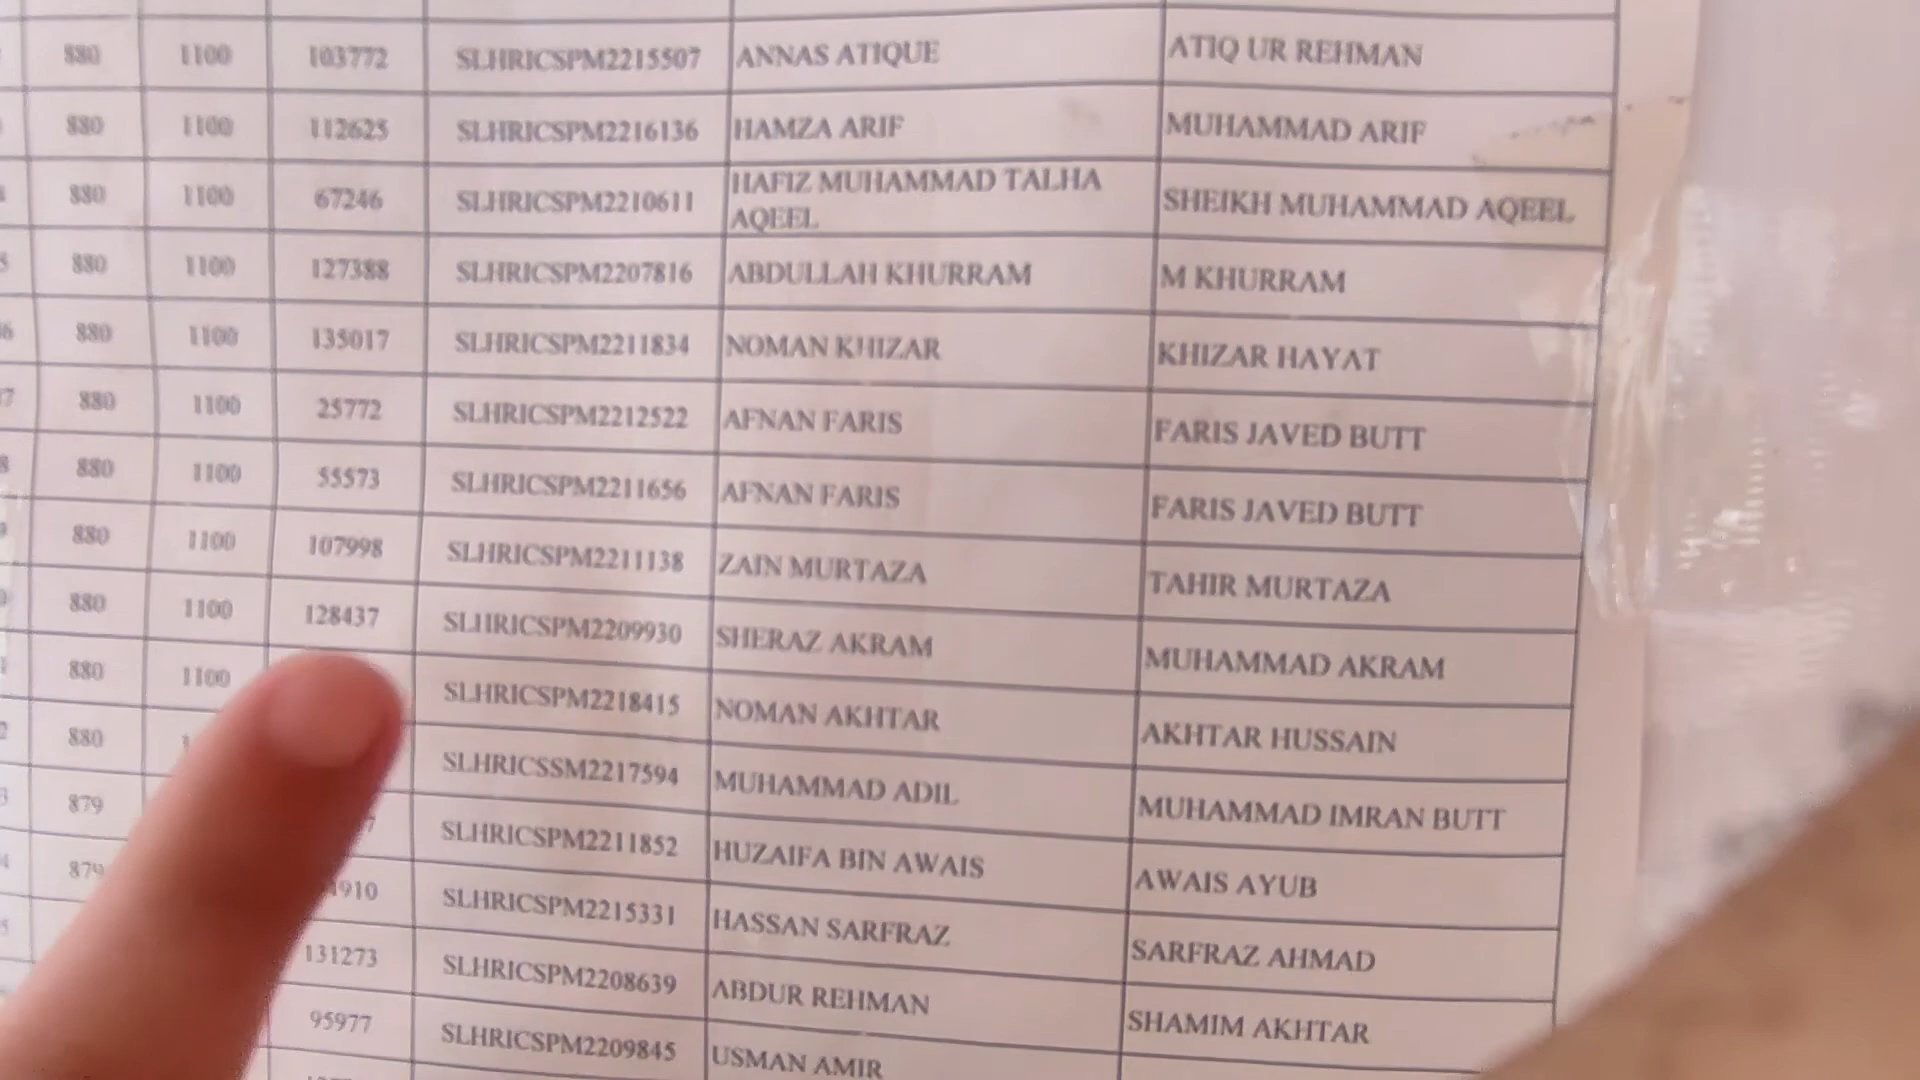 880 1100 103772 SLHRICSPM2215507 ANNAS ATIQUE ATIQ UR REHMAN
880 1100 112625 SLHRICSPM2216136 HAMZA ARIF MUHAMMAD ARIF
880 1100 67246 SLHRICSPM2210611 HAFIZ MUHAMMAD TALHA AQEEL SHEIKH MUHAMMAD AQEEL
880 1100 127388 SLHRICSPM2207816 ABDULLAH KHURRAM M KHURRAM
880 1100 135017 SLHRICSPM2211834 NOMAN KHIZAR KHIZAR HAYAT
880 1100 25772 SLHRICSPM2212522 AFNAN FARIS FARIS JAVED BUTT
880 1100 55573 SLHRICSPM2211656 AFNAN FARIS FARIS JAVED BUTT
880 1100 107998 SLHRICSPM2211138 ZAIN MURTAZA TAHIR MURTAZA
880 1100 128437 SLHRICSPM2209930 SHERAZ AKRAM MUHAMMAD AKRAM
880 1100 SLHRICSPM2218415 NOMAN AKHTAR AKHTAR HUSSAIN
880 SLHRICSSM2217594 MUHAMMAD ADIL MUHAMMAD IMRAN BUTT
879 SLHRICSPM2211852 HUZAIFA BIN AWAIS AWAIS AYUB
879 SLHRICSPM2215331 HASSAN SARFRAZ SARFRAZ AHMAD
131273 SLHRICSPM2208639 ABDUR REHMAN SHAMIM AKHTAR
95977 SLHRICSPM2209845 USMAN AMIR